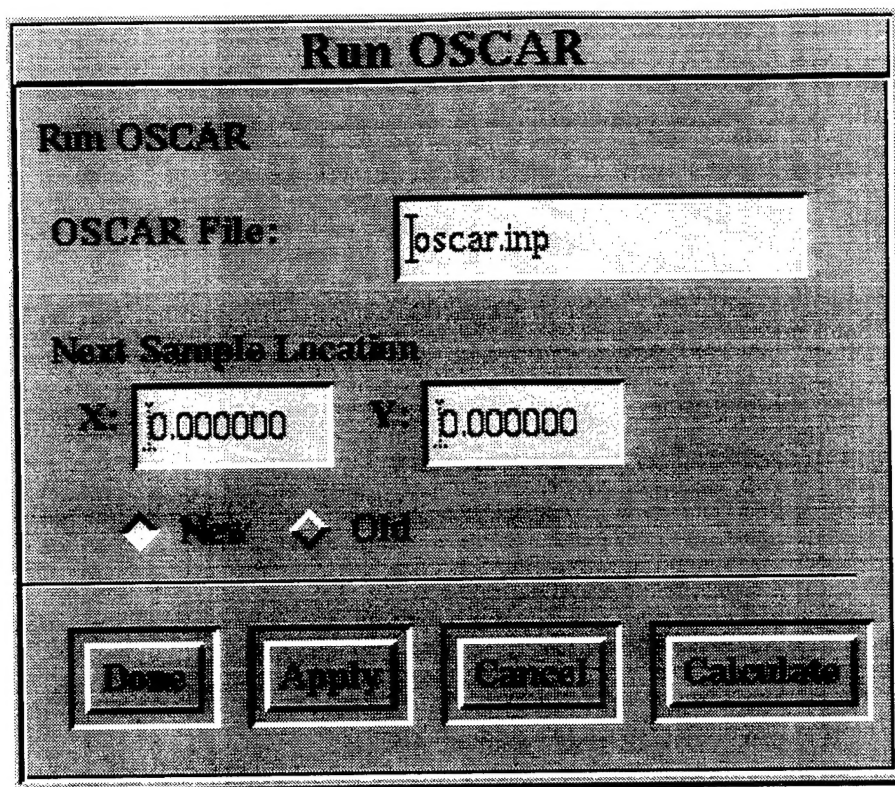 Run OSCAR
Run OSCAR
OSCAR File: oscar.inp
Next Sample Location
X: 0.000000 Y: 0.000000
New Old
Done Apply Cancel Calculate